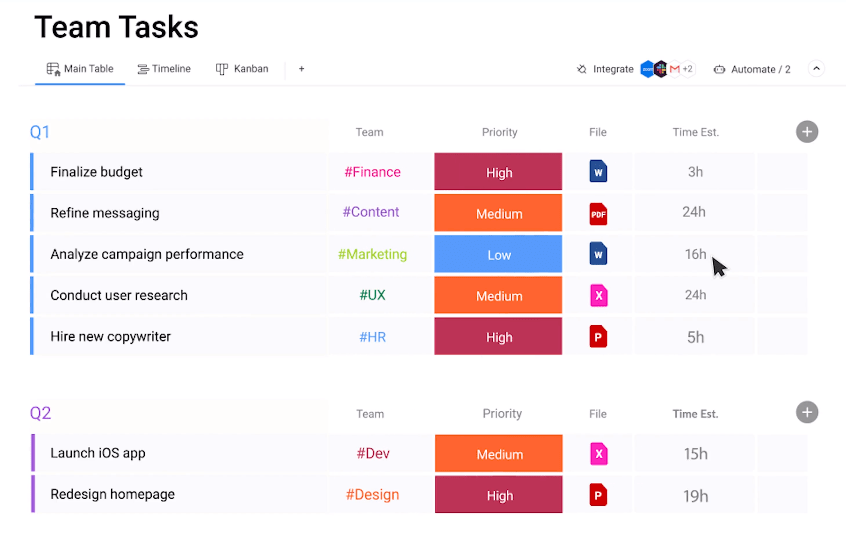 Team Tasks
Main Table Timeline Kanban + Integrate +2 Automate / 2
Q1 Team Priority File Time Est. +
Finalize budget #Finance High W 3h
Refine messaging #Content Medium PDF 24h
Analyze campaign performance #Marketing Low W 16h
Conduct user research #UX Medium X 24h
Hire new copywriter #HR High P 5h
Q2 Team Priority File Time Est. +
Launch iOS app #Dev Medium X 15h
Redesign homepage #Design High P 19h